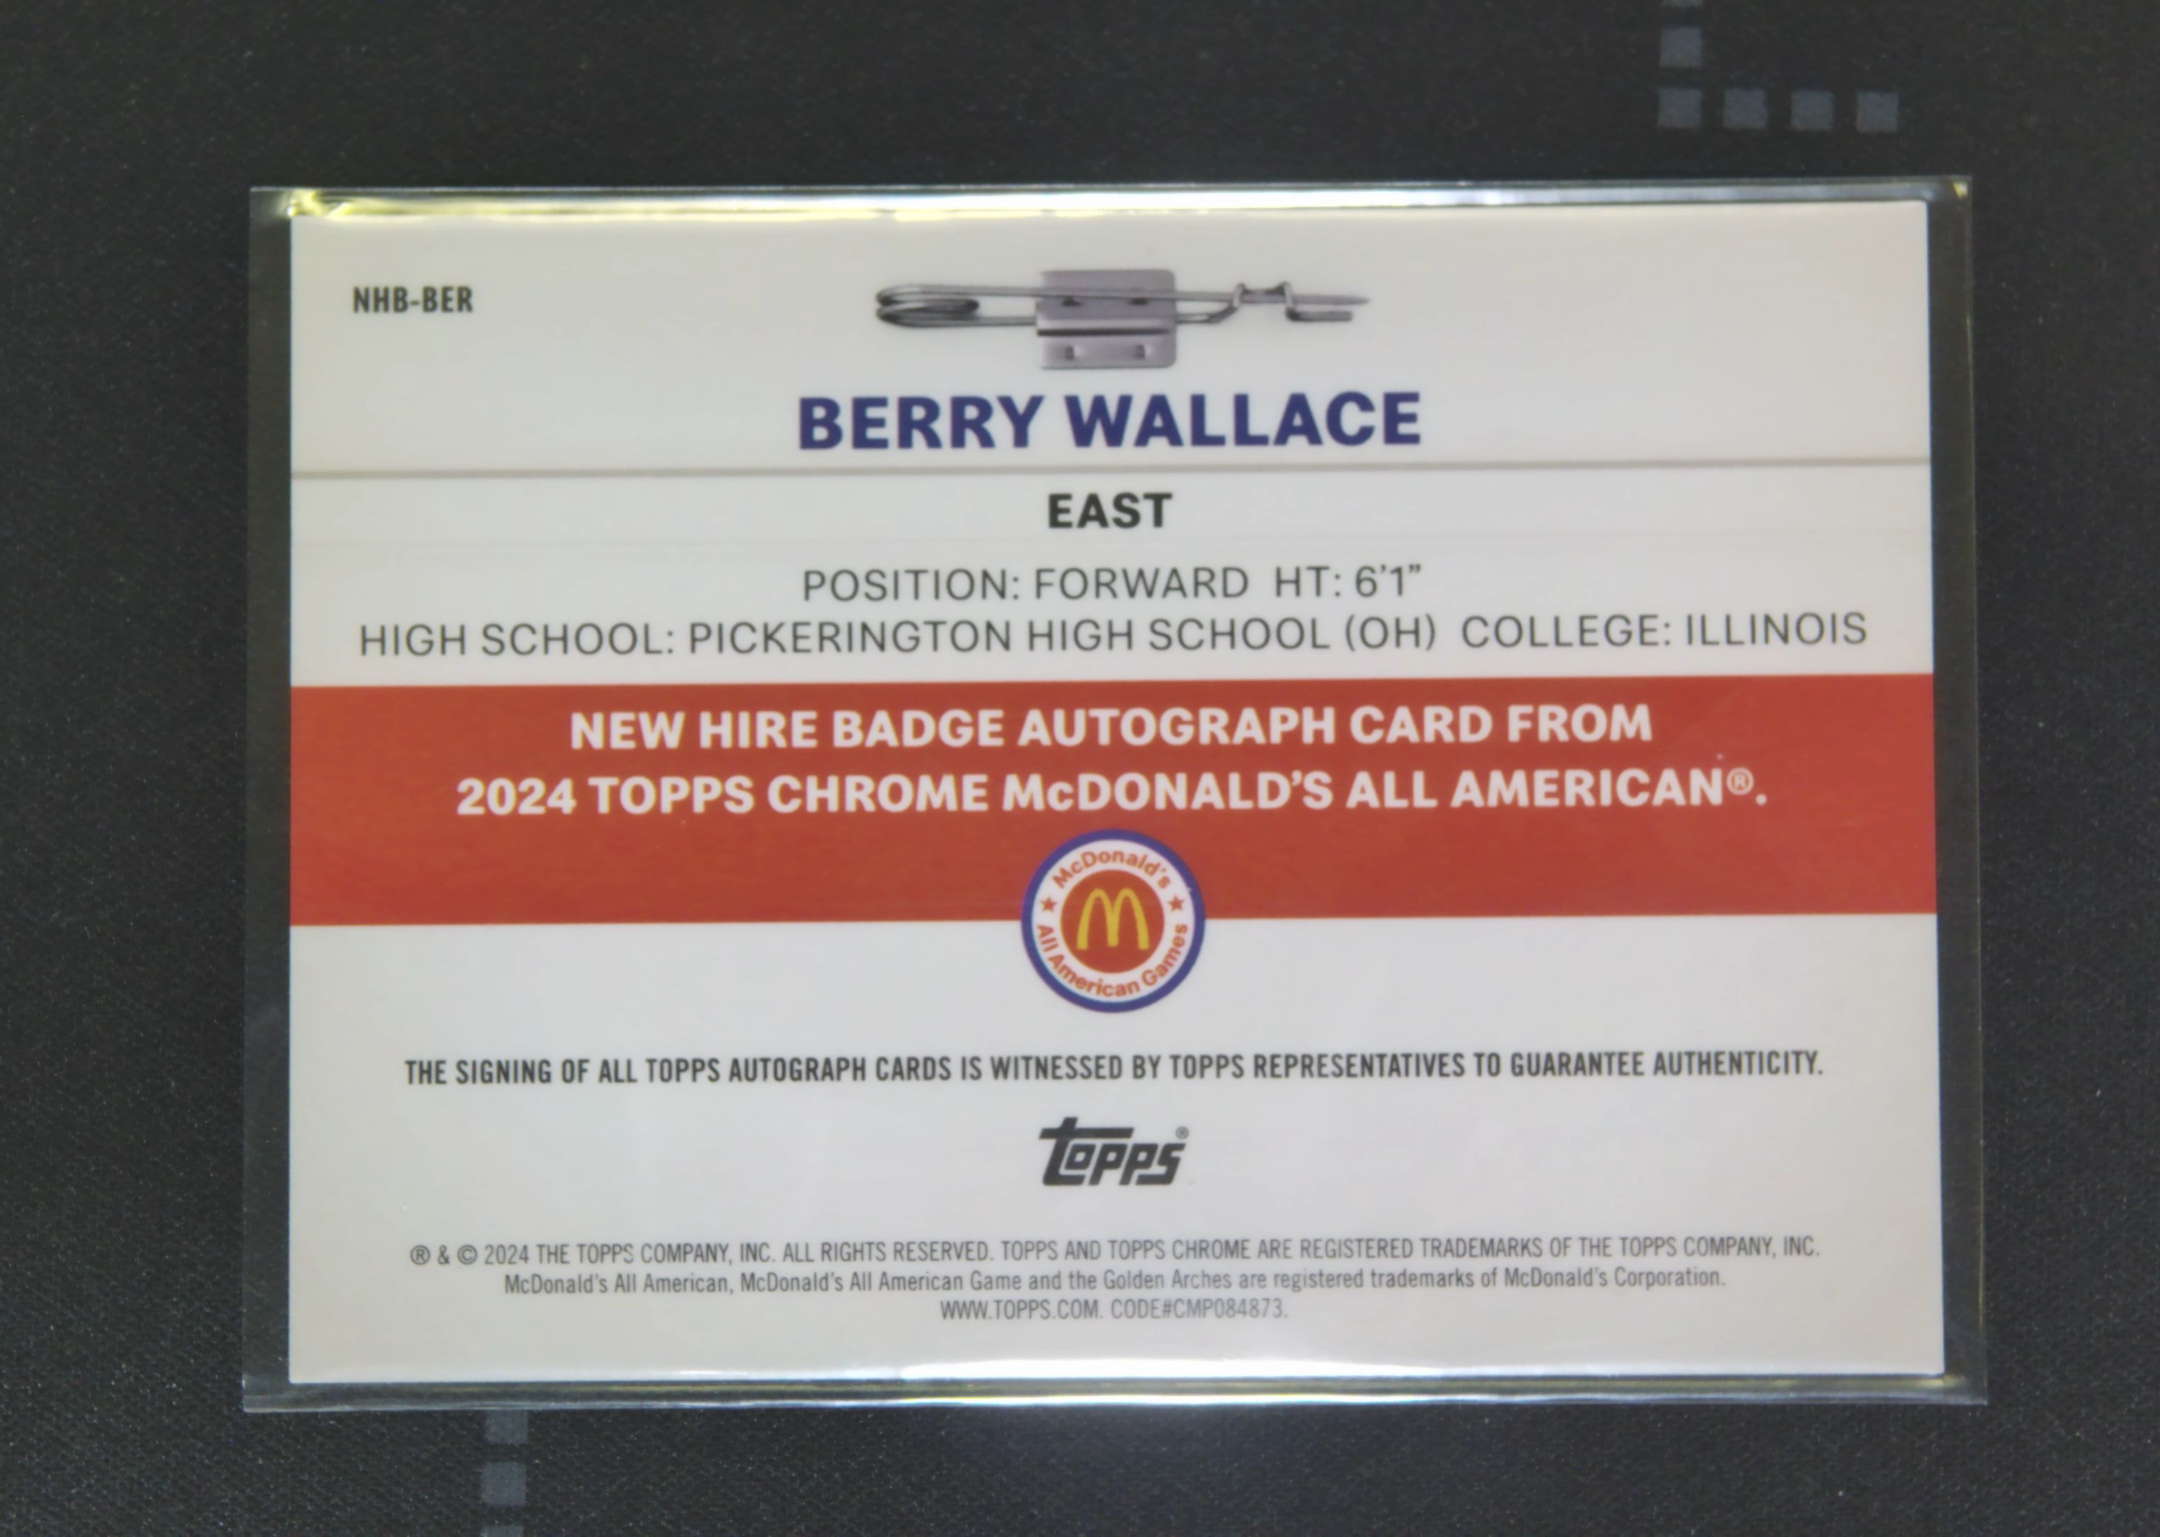 NHB-BER
BERRY WALLACE
EAST
POSITION: FORWARD HT: 6'1"
HIGH SCHOOL: PICKERINGTON HIGH SCHOOL (OH) COLLEGE: ILLINOIS
NEW HIRE BADGE AUTOGRAPH CARD FROM
2024 TOPPS CHROME McDONALD'S ALL AMERICAN®.
McDonald's
All American Games
THE SIGNING OF ALL TOPPS AUTOGRAPH CARDS IS WITNESSED BY TOPPS REPRESENTATIVES TO GUARANTEE AUTHENTICITY.
topps®
® & © 2024 THE TOPPS COMPANY, INC. ALL RIGHTS RESERVED. TOPPS AND TOPPS CHROME ARE REGISTERED TRADEMARKS OF THE TOPPS COMPANY, INC.
McDonald's All American, McDonald's All American Game and the Golden Arches are registered trademarks of McDonald's Corporation.
WWW.TOPPS.COM. CODE#CMP084873.